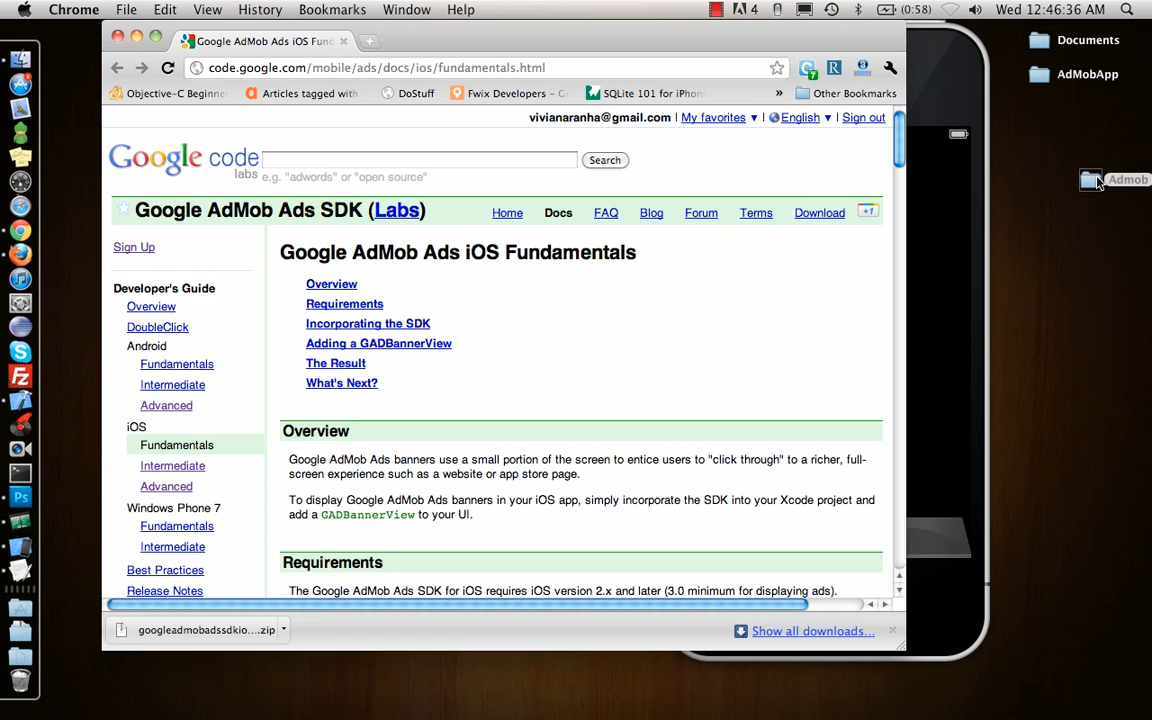 Chrome File Edit View History Bookmarks Window Help 4 (0:58) Wed 12:46:36 AM
Documents
AdMobApp
Admob
Google AdMob Ads iOS Fund
code.google.com/mobile/ads/docs/ios/fundamentals.html
Objective-C Beginne Articles tagged with DoStuff Fwix Developers - G SQLite 101 for iPhon » Other Bookmarks
vivianaranha@gmail.com | My favorites ▼ | English ▼ | Sign out
Google code labs Search
e.g. "adwords" or "open source"
Google AdMob Ads SDK (Labs) Home Docs FAQ Blog Forum Terms Download +1
Sign Up
Developer's Guide
Overview
DoubleClick
Android
Fundamentals
Intermediate
Advanced
iOS
Fundamentals
Intermediate
Advanced
Windows Phone 7
Fundamentals
Intermediate
Best Practices
Release Notes
Google AdMob Ads iOS Fundamentals
Overview
Requirements
Incorporating the SDK
Adding a GADBannerView
The Result
What's Next?
Overview
Google AdMob Ads banners use a small portion of the screen to entice users to "click through" to a richer, full-
screen experience such as a website or app store page.
To display Google AdMob Ads banners in your iOS app, simply incorporate the SDK into your Xcode project and
add a GADBannerView to your UI.
Requirements
The Google AdMob Ads SDK for iOS requires iOS version 2.x and later (3.0 minimum for displaying ads).
googleadmobadssdkio....zip Show all downloads...